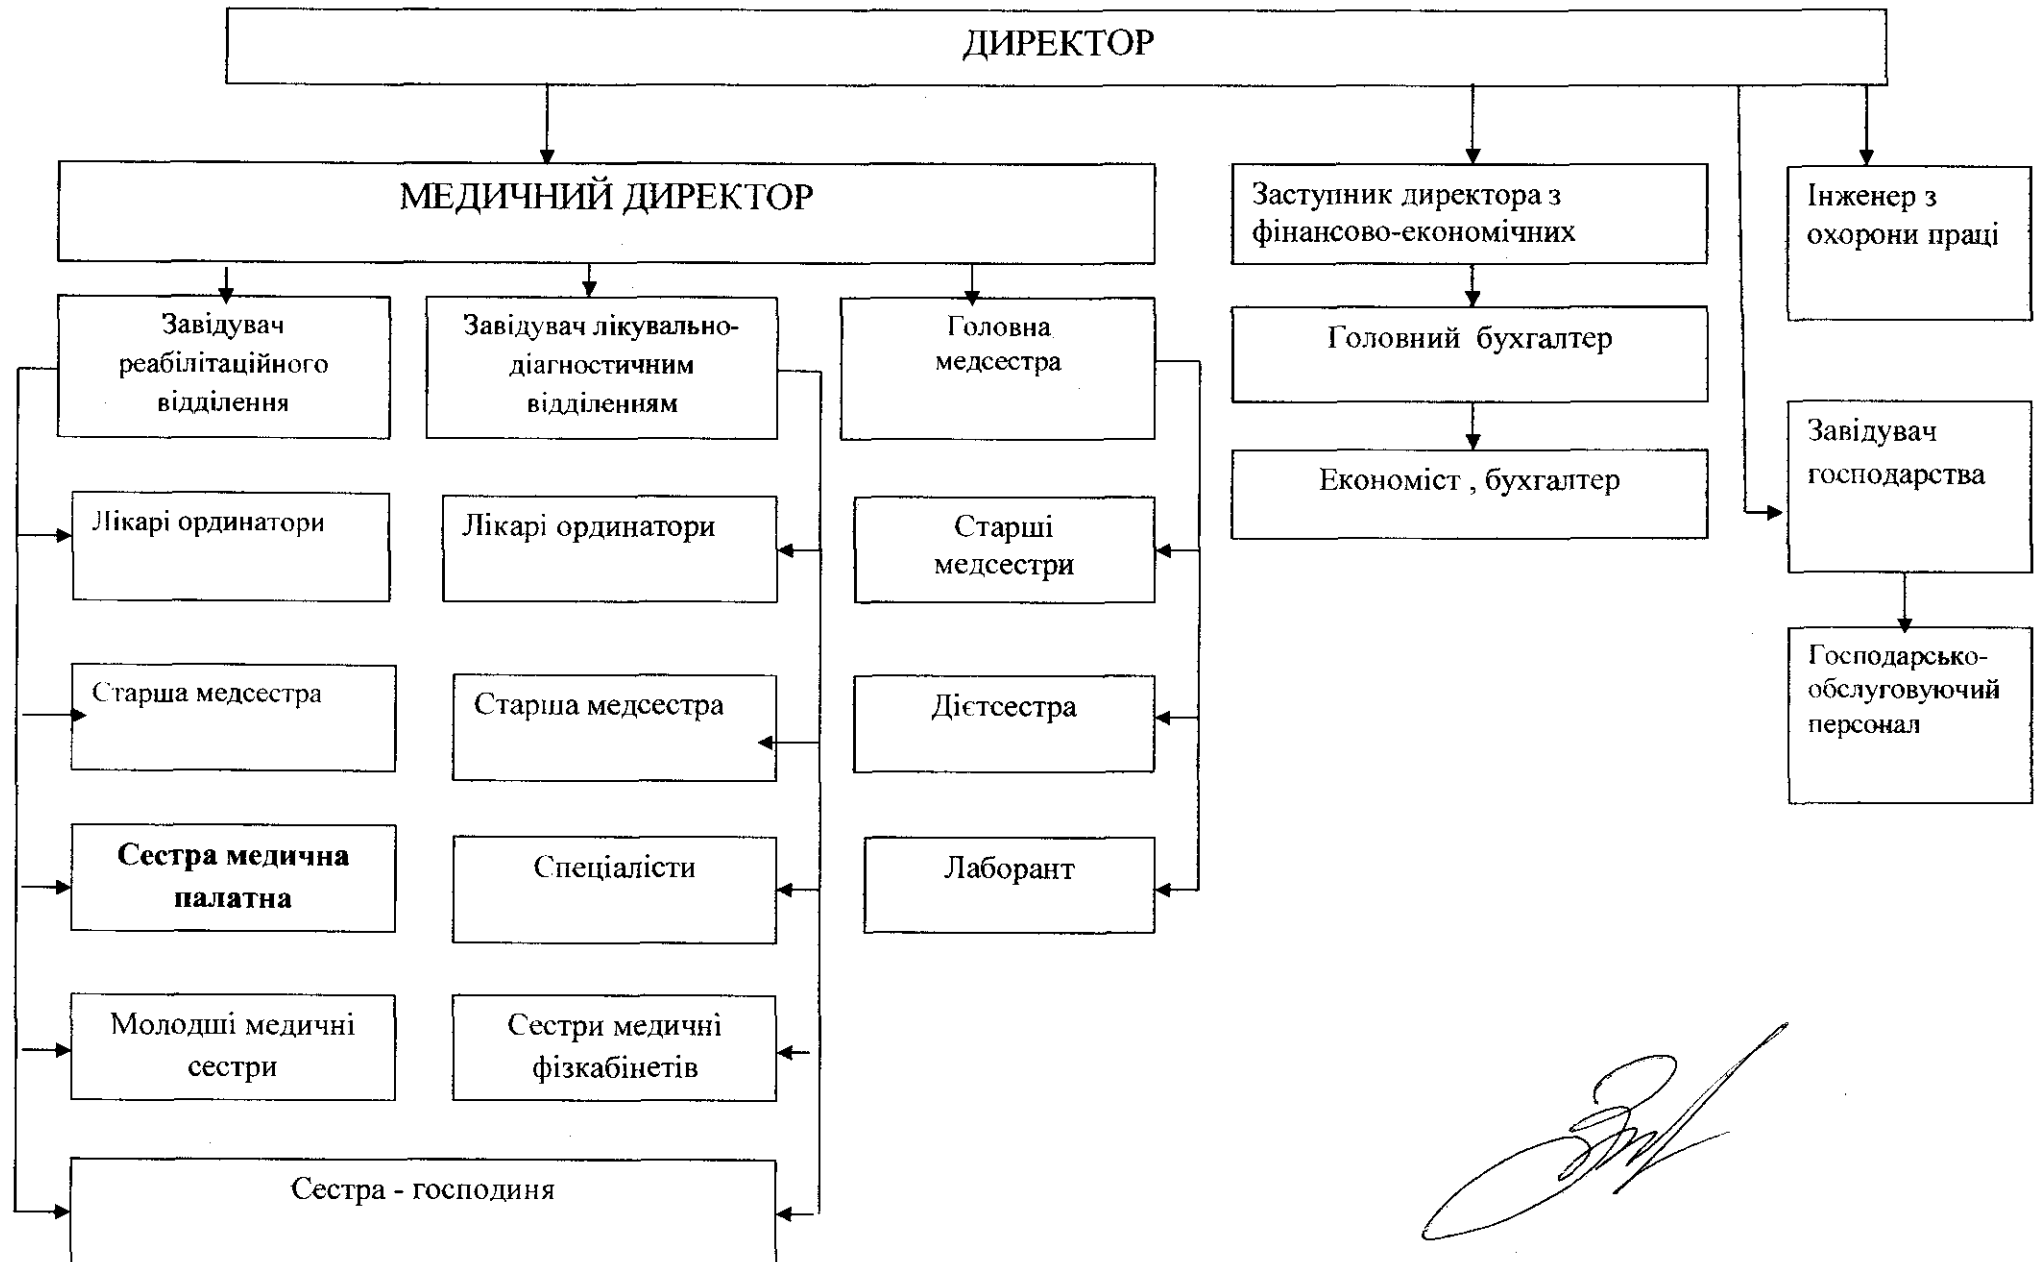 ДИРЕКТОР
МЕДИЧНИЙ ДИРЕКТОР
Заступник директора з
фінансово-економічних
Інженер з
охорони праці
Завідувач
реабілітаційного
відділення
Завідувач лікувально-
діагностичним
відділенням
Головна
медсестра
Головний бухгалтер
Завідувач
господарства
Економіст , бухгалтер
Лікарі ординатори
Лікарі ординатори
Старші
медсестри
Господарсько-
обслуговуючий
персонал
Старша медсестра
Старша медсестра
Дієтсестра
Сестра медична
палатна
Спеціалісти
Лаборант
Молодші медичні
сестри
Сестри медичні
фізкабінетів
Сестра - господиня